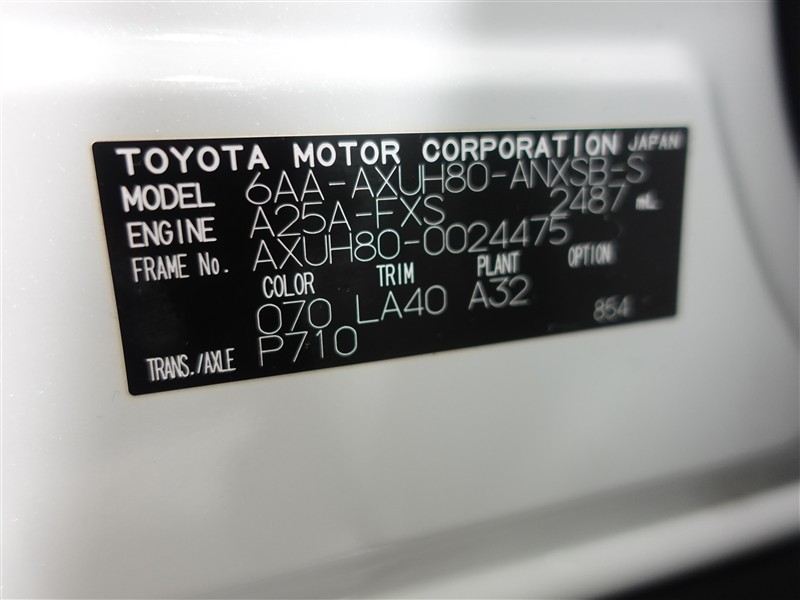 TOYOTA MOTOR CORPORATION JAPAN
MODEL 6AA-AXUH80-ANXSB-S
ENGINE A25A-FXS 2487 mL
FRAME No. AXUH80-0024475
COLOR TRIM PLANT OPTION
070 LA40 A32
854
TRANS./AXLE P710